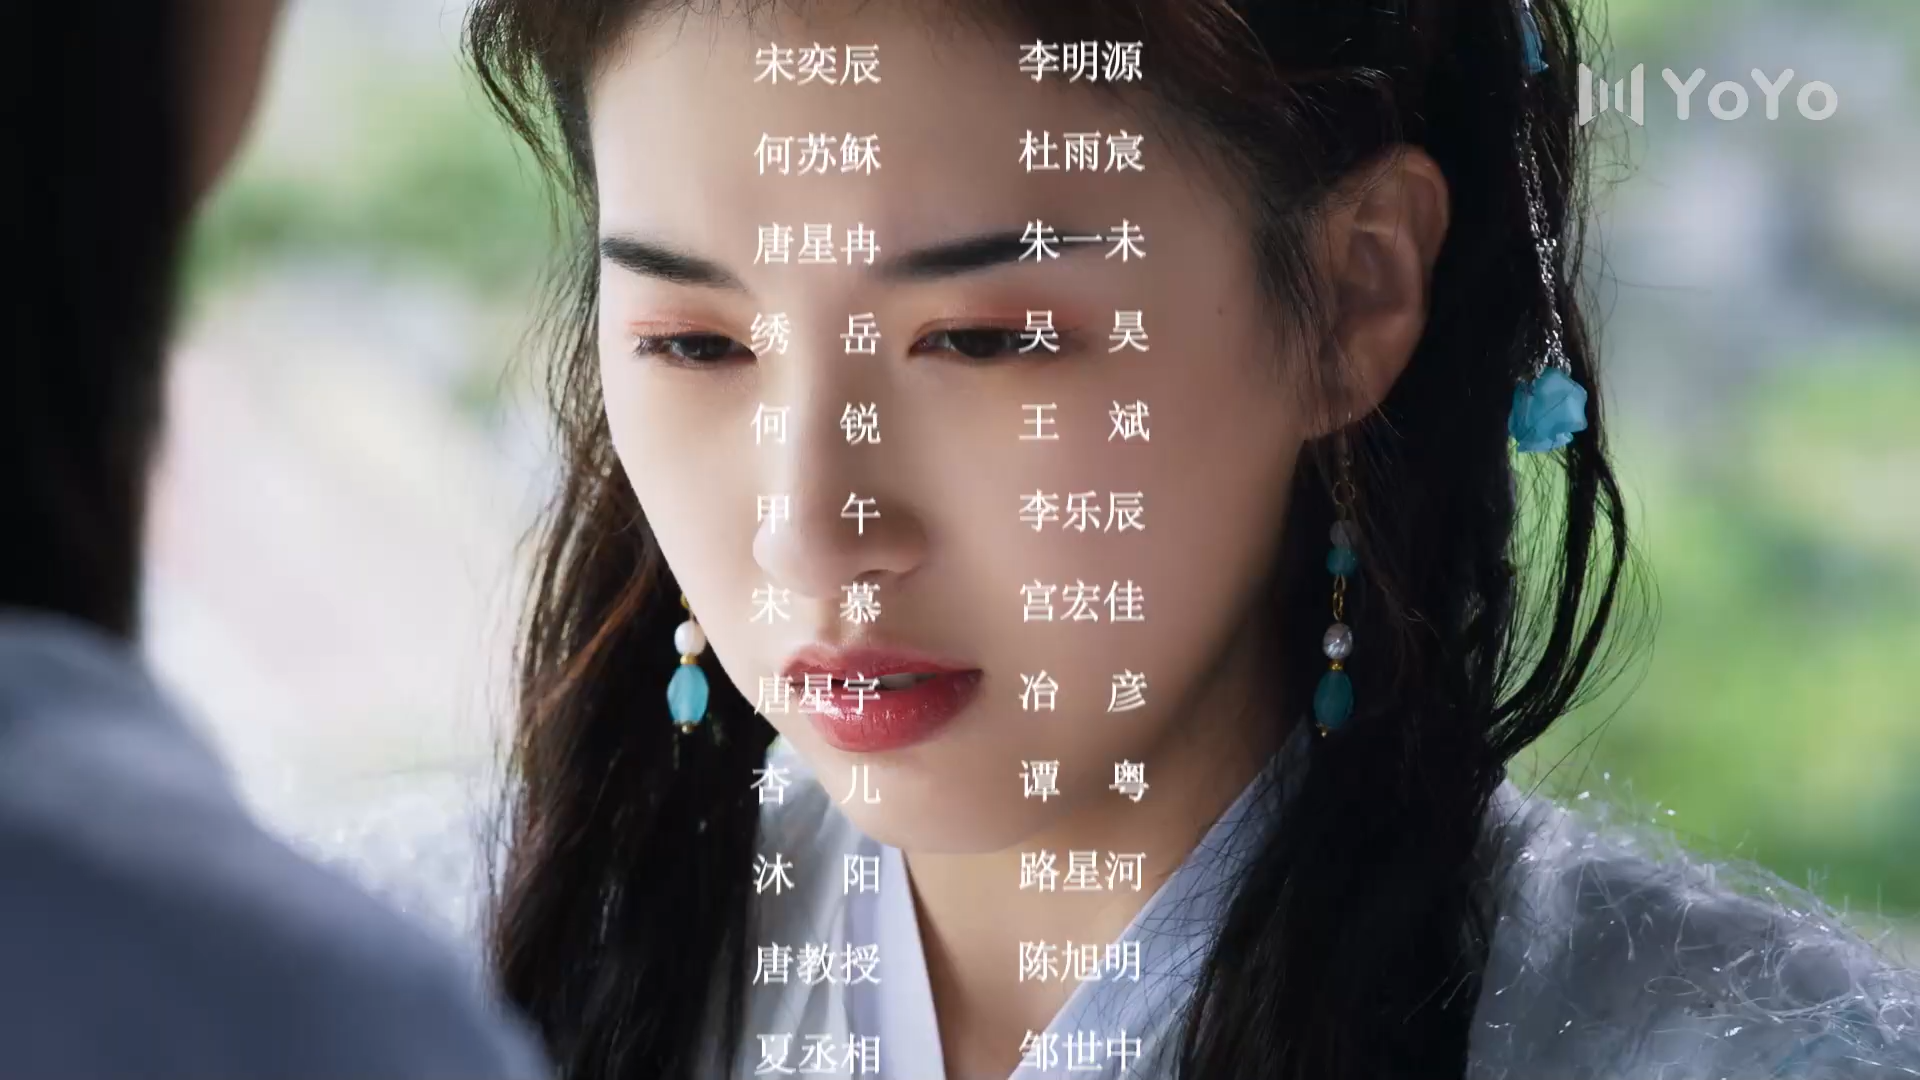 YoYo
宋奕辰 李明源
何苏稣 杜雨宸
唐星冉 朱一未
绣岳 吴昊
何锐 王斌
甲午 李乐辰
宋慕 宫宏佳
唐星宇 冶彦
杏儿 谭粤
沐阳 路星河
唐教授 陈旭明
夏丞相 邹世中